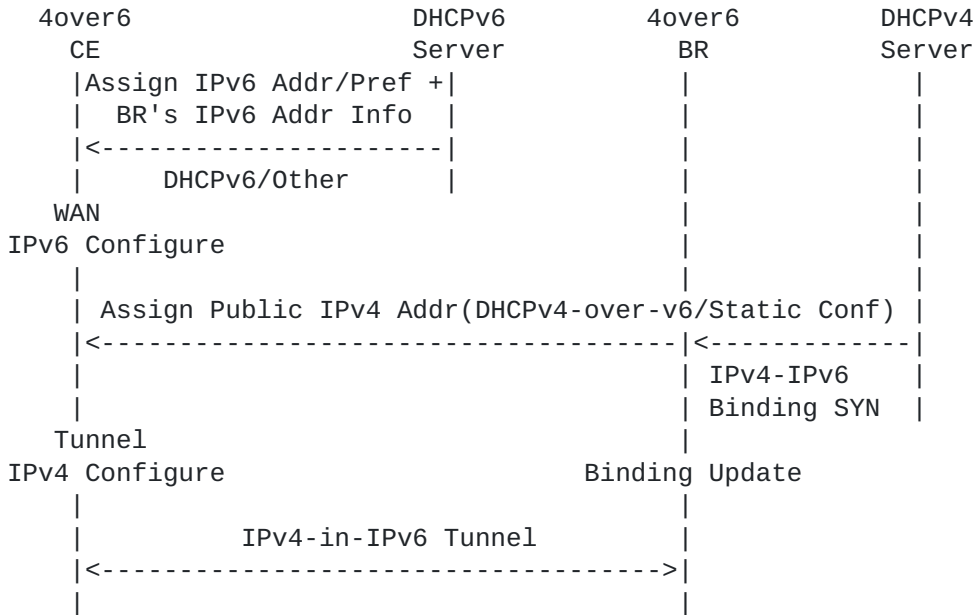 4over6 DHCPv6 4over6 DHCPv4
CE Server BR Server
|Assign IPv6 Addr/Pref +| | |
| BR's IPv6 Addr Info | | |
|<----------------------| | |
| DHCPv6/Other | | |
WAN | |
IPv6 Configure | |
| | |
| Assign Public IPv4 Addr(DHCPv4-over-v6/Static Conf) |
|<-------------------------------------|<-------------|
| | IPv4-IPv6 |
| | Binding SYN |
Tunnel |
IPv4 Configure Binding Update
| |
| IPv4-in-IPv6 Tunnel |
|<------------------------------------>|
| |